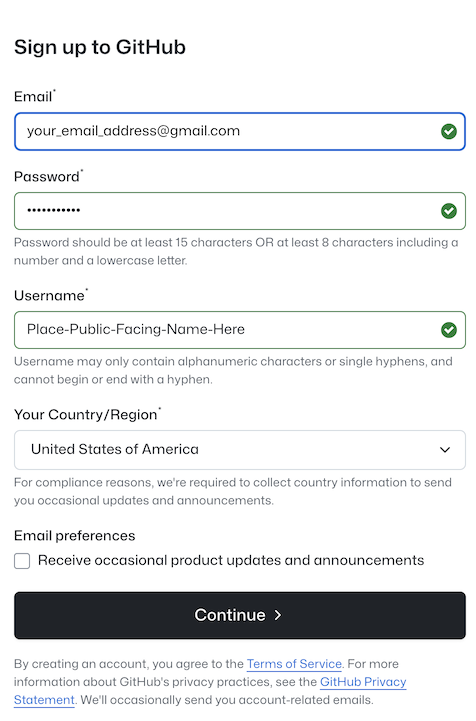 Sign up to GitHub
Email*
your_email_address@gmail.com
Password*
•••••••••••
Password should be at least 15 characters OR at least 8 characters including a
number and a lowercase letter.
Username*
Place-Public-Facing-Name-Here
Username may only contain alphanumeric characters or single hyphens, and
cannot begin or end with a hyphen.
Your Country/Region*
United States of America
For compliance reasons, we're required to collect country information to send
you occasional updates and announcements.
Email preferences
Receive occasional product updates and announcements
Continue >
By creating an account, you agree to the Terms of Service. For more
information about GitHub's privacy practices, see the GitHub Privacy
Statement. We'll occasionally send you account-related emails.